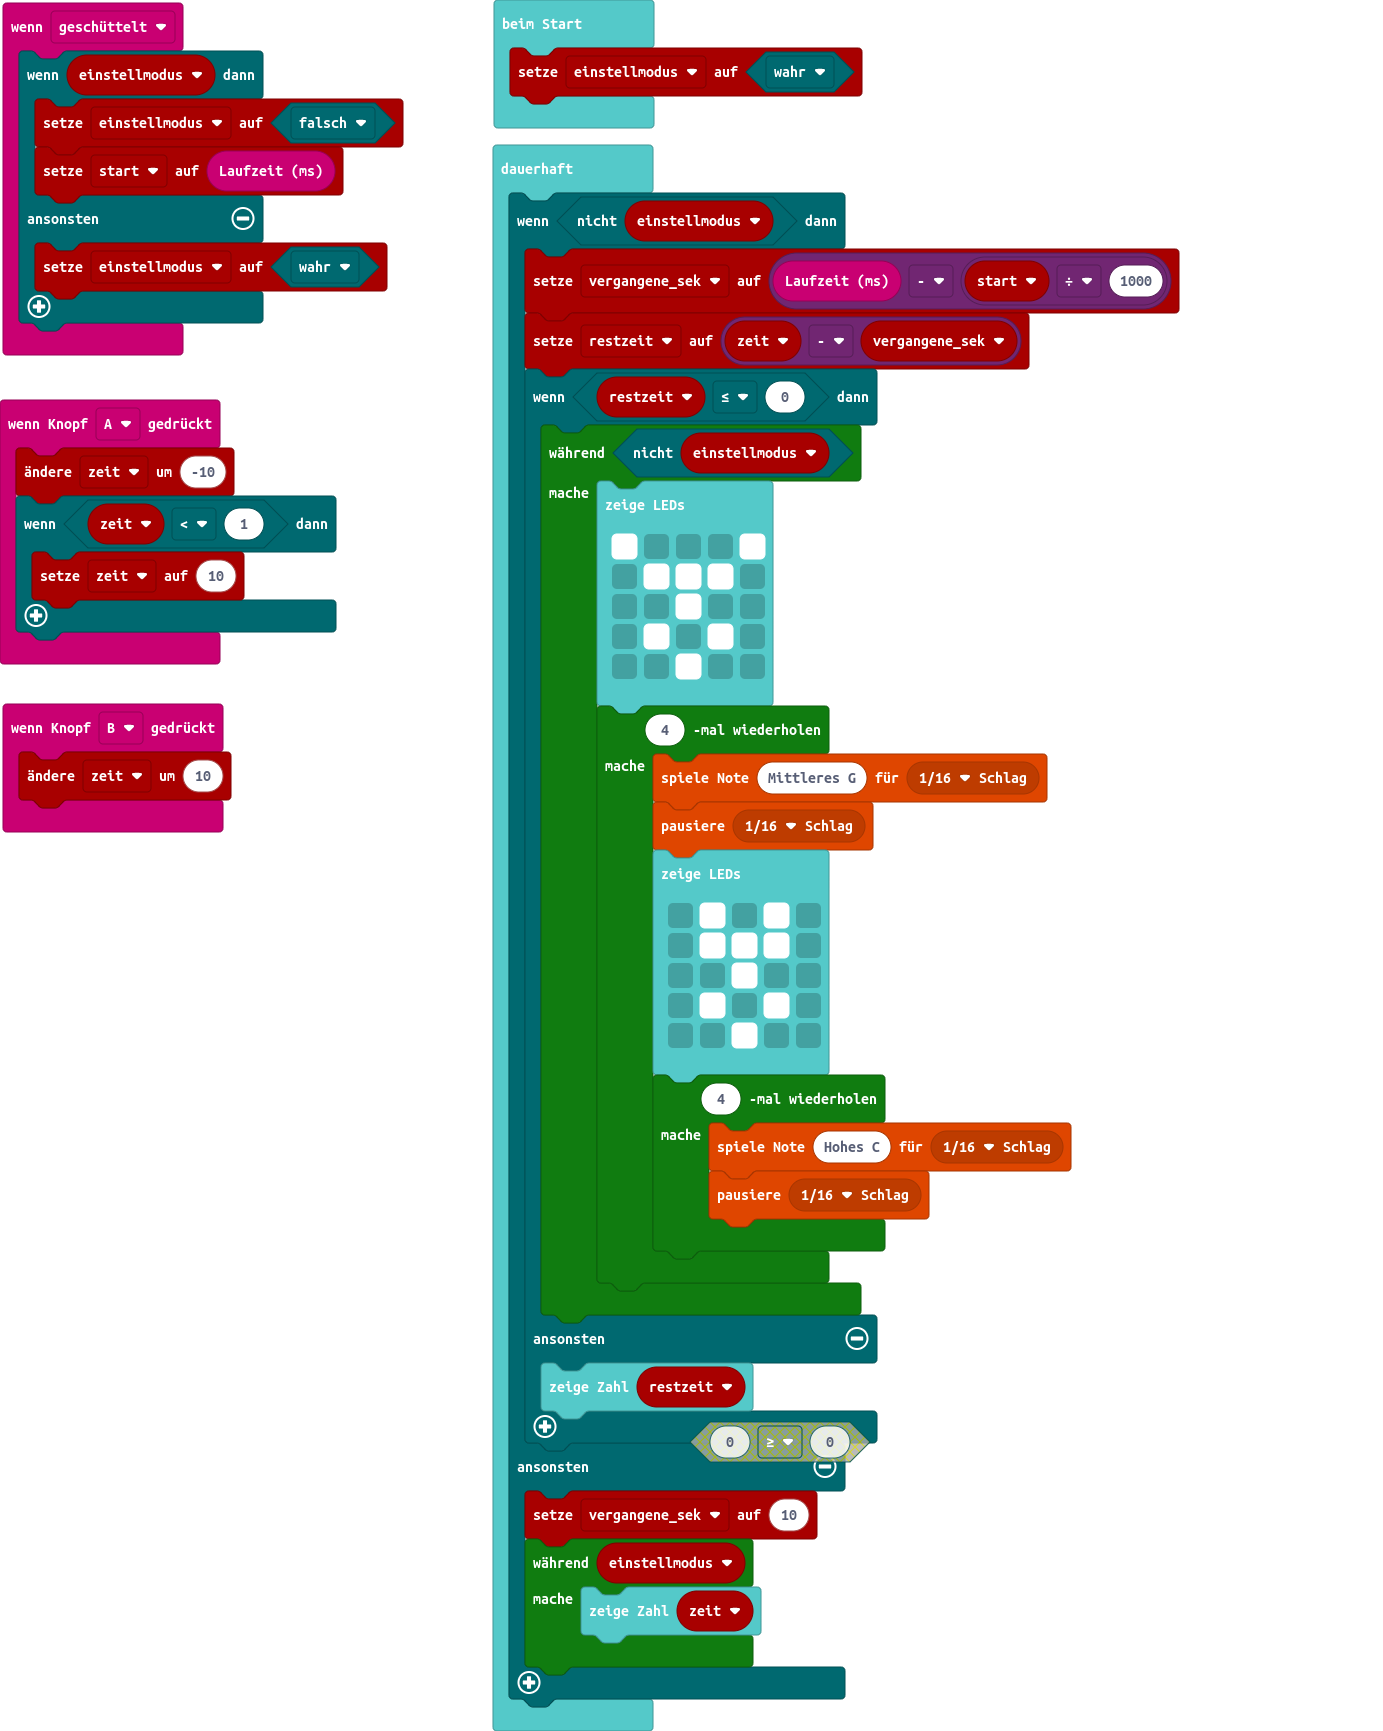 wenn geschüttelt
wenn einstellmodus dann
setze einstellmodus auf falsch
setze start auf Laufzeit (ms)
ansonsten
setze einstellmodus auf wahr
wenn Knopf A gedrückt
ändere zeit um -10
wenn zeit < 1 dann
setze zeit auf 10
wenn Knopf B gedrückt
ändere zeit um 10
beim Start
setze einstellmodus auf wahr
dauerhaft
wenn nicht einstellmodus dann
setze vergangene_sek auf Laufzeit (ms) - start ÷ 1000
setze restzeit auf zeit - vergangene_sek
wenn restzeit ≤ 0 dann
während nicht einstellmodus
mache
zeige LEDs
4 -mal wiederholen
mache
spiele Note Mittleres G für 1/16 Schlag
pausiere 1/16 Schlag
zeige LEDs
4 -mal wiederholen
mache
spiele Note Hohes C für 1/16 Schlag
pausiere 1/16 Schlag
ansonsten
zeige Zahl restzeit
0 ≥ 0
ansonsten
setze vergangene_sek auf 10
während einstellmodus
mache
zeige Zahl zeit